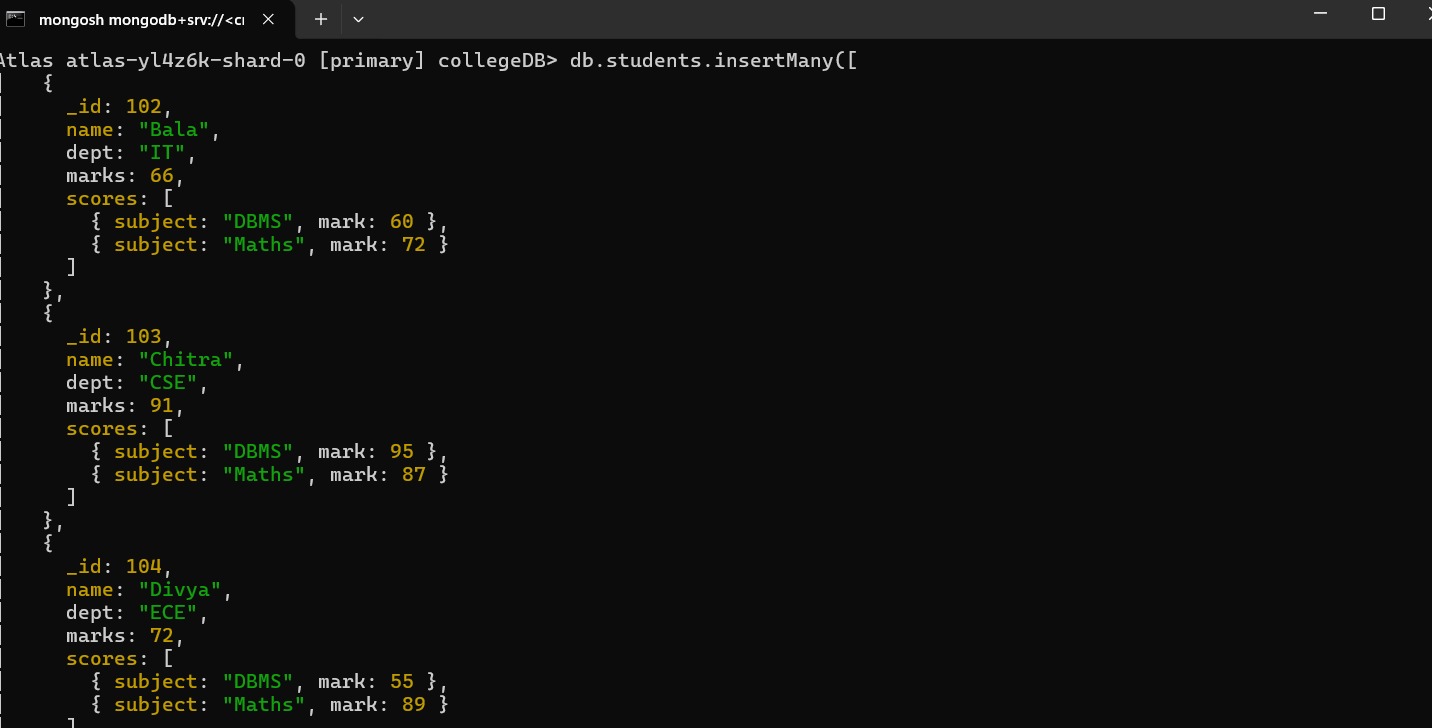 mongosh mongodb+srv://<cr
Atlas atlas-yl4z6k-shard-0 [primary] collegeDB> db.students.insertMany([
|   {
|     _id: 102,
|     name: "Bala",
|     dept: "IT",
|     marks: 66,
|     scores: [
|       { subject: "DBMS", mark: 60 },
|       { subject: "Maths", mark: 72 }
|     ]
|   },
|   {
|     _id: 103,
|     name: "Chitra",
|     dept: "CSE",
|     marks: 91,
|     scores: [
|       { subject: "DBMS", mark: 95 },
|       { subject: "Maths", mark: 87 }
|     ]
|   },
|   {
|     _id: 104,
|     name: "Divya",
|     dept: "ECE",
|     marks: 72,
|     scores: [
|       { subject: "DBMS", mark: 55 },
|       { subject: "Maths", mark: 89 }
|     ]